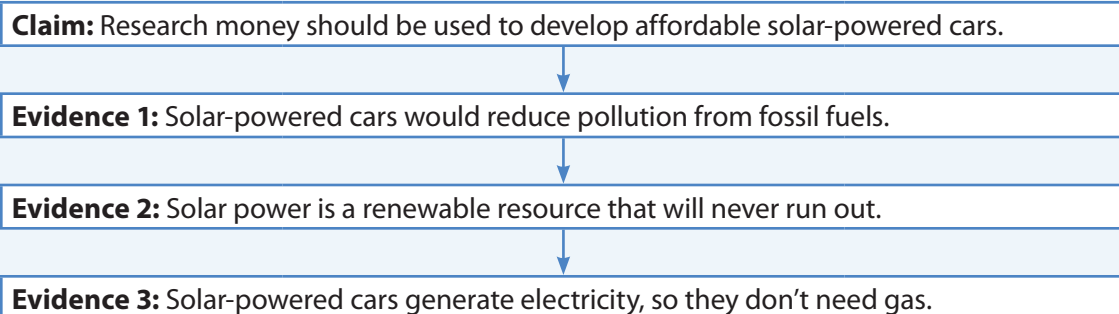 Claim: Research money should be used to develop affordable solar-powered cars.
Evidence 1: Solar-powered cars would reduce pollution from fossil fuels.
Evidence 2: Solar power is a renewable resource that will never run out.
Evidence 3: Solar-powered cars generate electricity, so they don’t need gas.